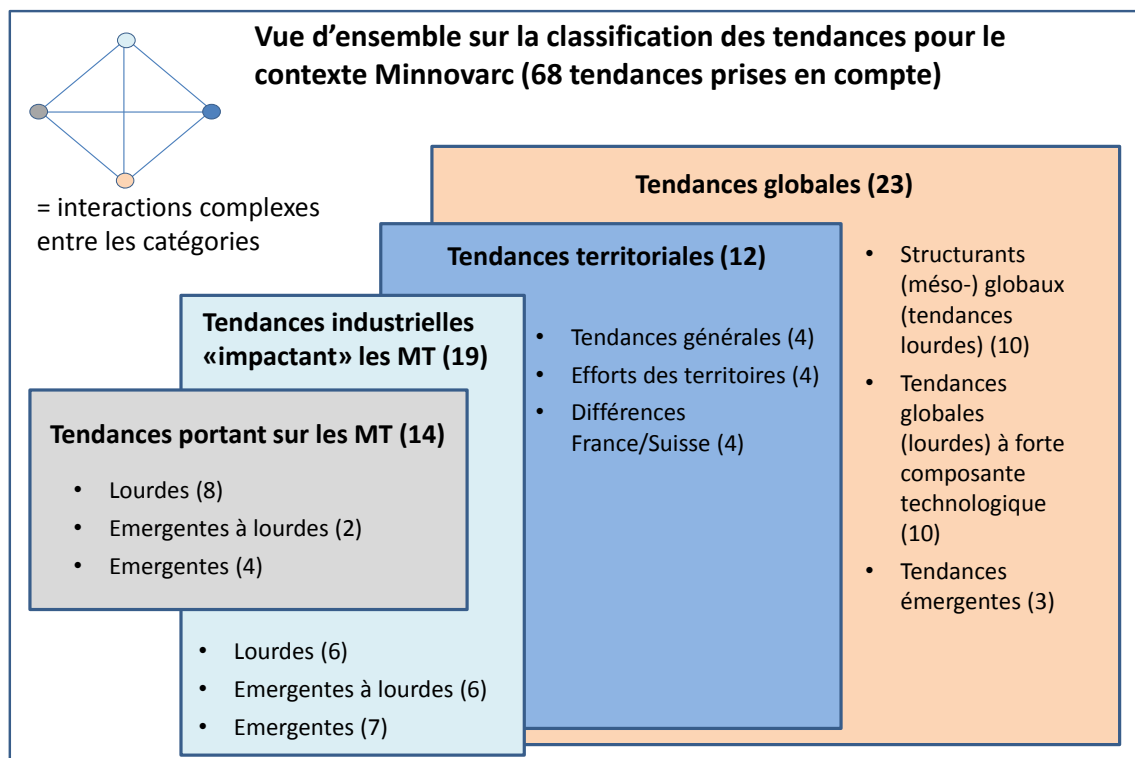 Vue d'ensemble sur la classification des tendances pour le
contexte Minnovarc (68 tendances prises en compte)
= interactions complexes
entre les catégories
Tendances globales (23)
• Structurants
(méso-) globaux
(tendances
lourdes) (10)
• Tendances
globales
(lourdes) à forte
composante
technologique
(10)
• Tendances
émergentes (3)
Tendances territoriales (12)
• Tendances générales (4)
• Efforts des territoires (4)
• Différences
France/Suisse (4)
Tendances industrielles
«impactant» les MT (19)
• Lourdes (6)
• Emergentes à lourdes (6)
• Emergentes (7)
Tendances portant sur les MT (14)
• Lourdes (8)
• Emergentes à lourdes (2)
• Emergentes (4)